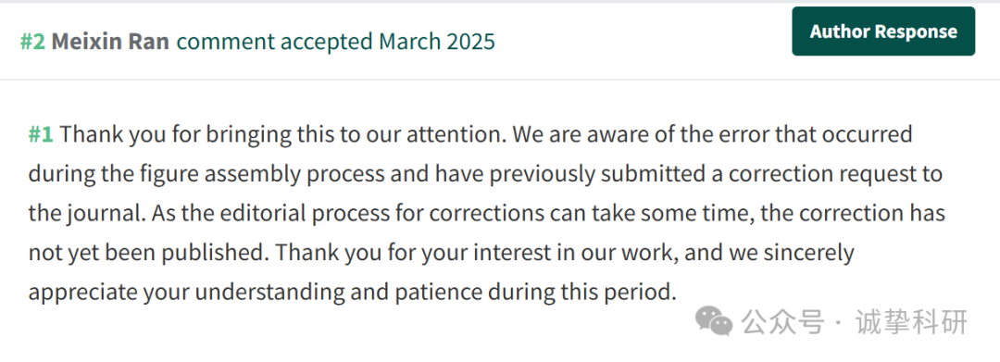 #2 Meixin Ran comment accepted March 2025
Author Response
#1 Thank you for bringing this to our attention. We are aware of the error that occurred
during the figure assembly process and have previously submitted a correction request to
the journal. As the editorial process for corrections can take some time, the correction has
not yet been published. Thank you for your interest in our work, and we sincerely
appreciate your understanding and patience during this period.
公众号 · 诚挚科研